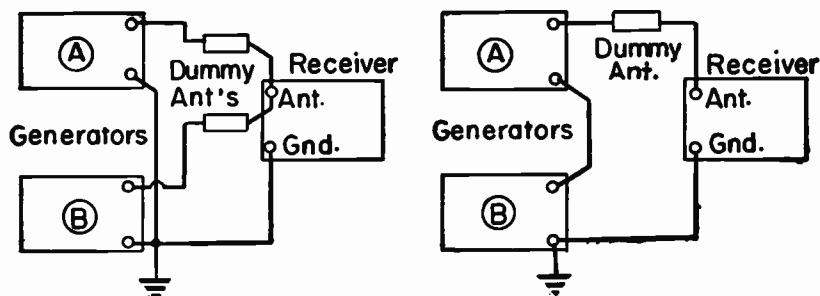 A
Dummy
Ant's
Receiver
Ant.
Gnd.
Generators
B
A
Dummy
Ant.
Receiver
Ant.
Gnd.
Generators
B